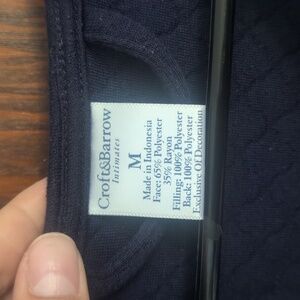 Croft&Barrow
Intimates
M
Made in Indonesia
Face: 65% Polyester
35% Rayon
Filling: 100% Polyester
Back: 100% Polyester
Exclusive Of Decoration